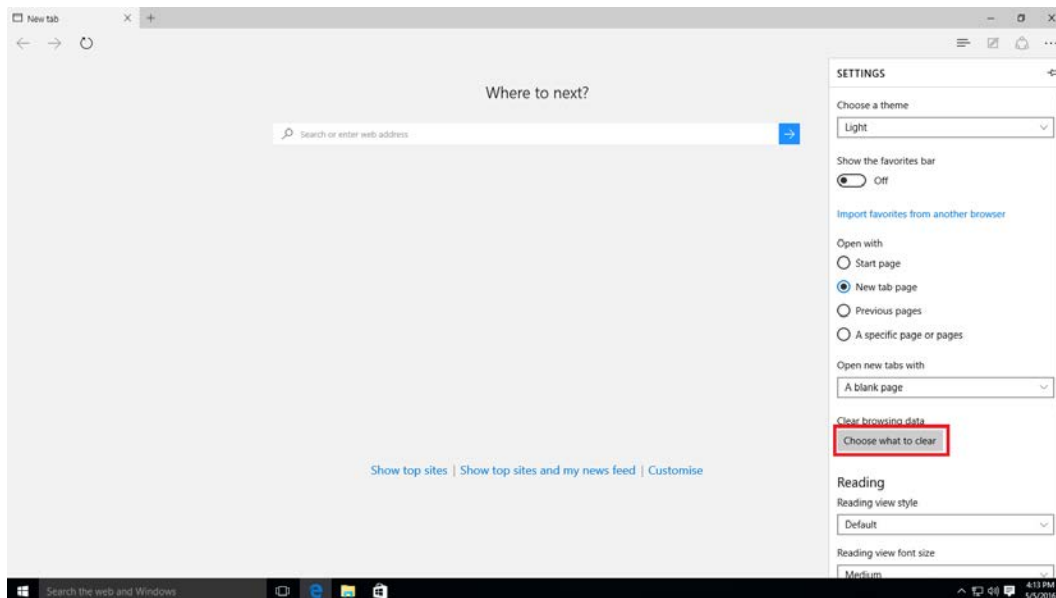 New tab
SETTINGS
Where to next?
Search or enter web address
Choose a theme
Light
Show the favorites bar
Off
Import favorites from another browser
Open with
Start page
New tab page
Previous pages
A specific page or pages
Open new tabs with
A blank page
Clear browsing data
Choose what to clear
Show top sites | Show top sites and my news feed | Customise
Reading
Reading view style
Default
Reading view font size
Medium
Search the web and Windows
4:13 PM
5/5/2016